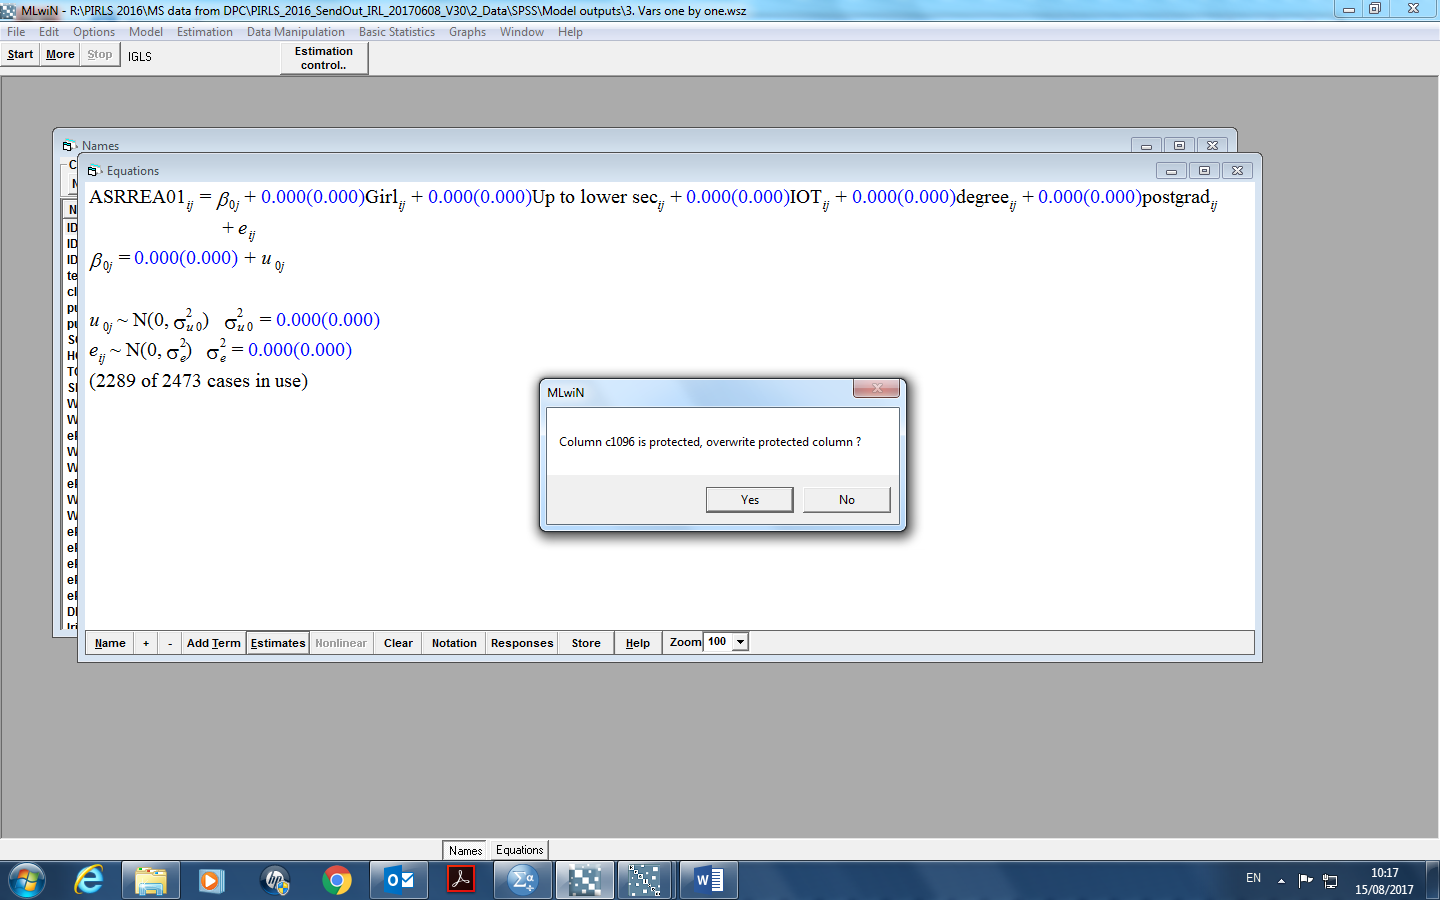 MLwiN - R:\PIRLS 2016\MS data from DPC\PIRLS_2016_SendOut_IRL_20170608_V30\2_Data\SPSS\Model outputs\3. Vars one by one.wsz
File Edit Options Model Estimation Data Manipulation Basic Statistics Graphs Window Help
Start More Stop IGLS Estimation control..
Names
Equations
ASRREA01ij = β0j + 0.000(0.000)Girlij + 0.000(0.000)Up to lower secij + 0.000(0.000)IOTij + 0.000(0.000)degreeij + 0.000(0.000)postgradij
+ eij
β0j = 0.000(0.000) + u0j
u0j ~ N(0, σ²u0) σ²u0 = 0.000(0.000)
eij ~ N(0, σ²e) σ²e = 0.000(0.000)
(2289 of 2473 cases in use)
MLwiN
Column c1096 is protected, overwrite protected column ?
Yes No
Name + - Add Term Estimates Nonlinear Clear Notation Responses Store Help Zoom 100
Names Equations
EN 10:17
15/08/2017